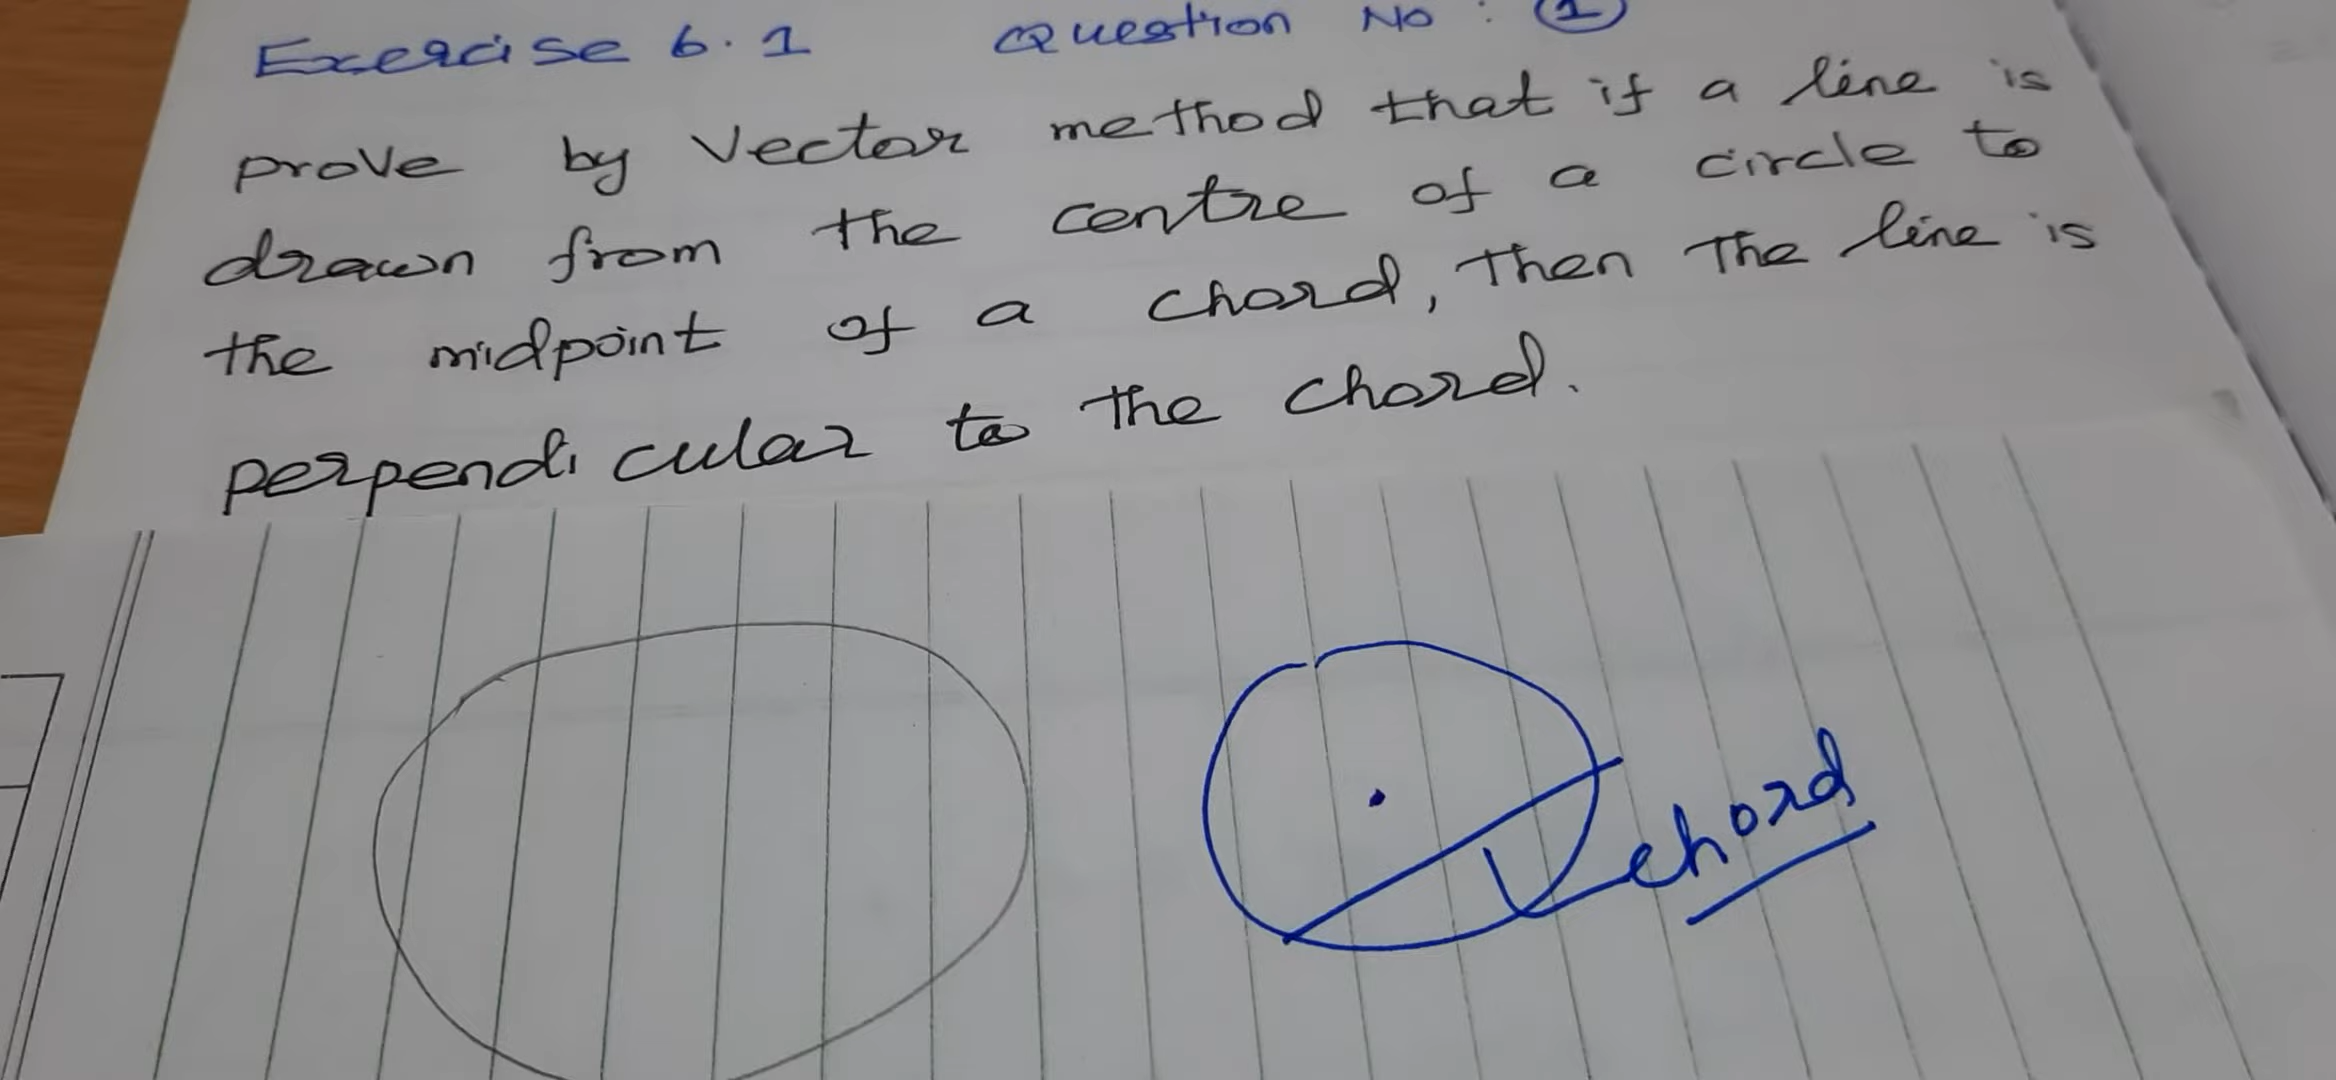 Exercise 6.1 Question No : 1
prove by Vector method that if a line is
drawn from the centre of a circle to
the midpoint of a chord, then the line is
perpendicular to the chord.
chord